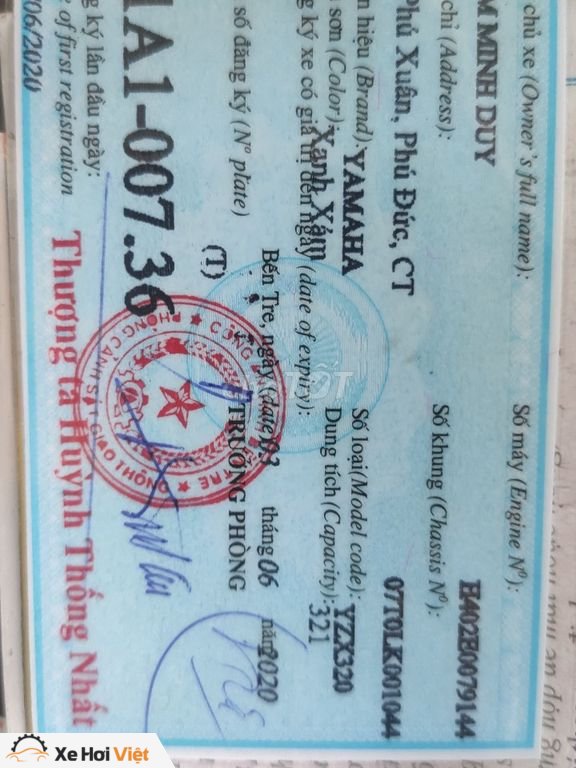 chủ xe (Owner's full name):
M MINH DUY
chỉ (Address):
Phú Xuân, Phú Đức, CT
n hiệu (Brand): YAMAHA
sơn (Color): Xanh Xám
g ký xe có giá trị đến ngày (date of expiry):
Số máy (Engine Nº): E402E0079144
Số khung (Chassis Nº): 07T0LK001044
Số loại(Model code): YZX320
Dung tích (Capacity): 321
Bến Tre, ngày (date) 03 tháng 06 năm 2020
TRƯỞNG PHÒNG
số đăng ký (Nº plate)
(T)
1A1-007.36
g ký lần đầu ngày:
of first registration
/06/2020
Thượng tá Huỳnh Thống Nhất
Xe Hơi Việt